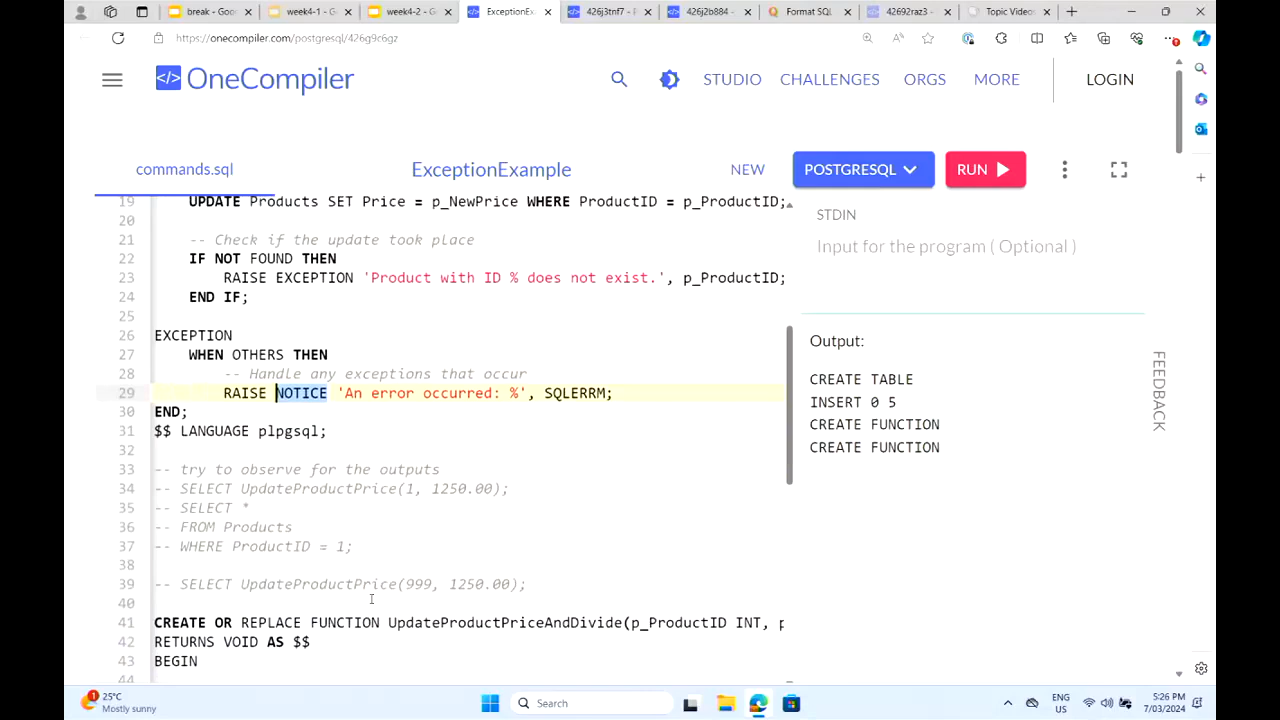 break - Goo
week4-1 - G
week4-2 - G
ExceptionEx
426j3tnf7 - P
426j2b884 -
Format SQL
42692raz3 -
Topic Videos
https://onecompiler.com/postgresql/426g9c6gz
</> OneCompiler
STUDIO
CHALLENGES
ORGS
MORE
LOGIN
commands.sql
ExceptionExample
NEW
POSTGRESQL
RUN
19 UPDATE Products SET Price = p_NewPrice WHERE ProductID = p_ProductID;
20
21 -- Check if the update took place
22 IF NOT FOUND THEN
23 RAISE EXCEPTION 'Product with ID % does not exist.', p_ProductID;
24 END IF;
25
26 EXCEPTION
27 WHEN OTHERS THEN
28 -- Handle any exceptions that occur
29 RAISE NOTICE 'An error occurred: %', SQLERRM;
30 END;
31 $$ LANGUAGE plpgsql;
32
33 -- try to observe for the outputs
34 -- SELECT UpdateProductPrice(1, 1250.00);
35 -- SELECT *
36 -- FROM Products
37 -- WHERE ProductID = 1;
38
39 -- SELECT UpdateProductPrice(999, 1250.00);
40
41 CREATE OR REPLACE FUNCTION UpdateProductPriceAndDivide(p_ProductID INT, p
42 RETURNS VOID AS $$
43 BEGIN
STDIN
Input for the program ( Optional )
Output:
CREATE TABLE
INSERT 0 5
CREATE FUNCTION
CREATE FUNCTION
FEEDBACK
1
25°C
Mostly sunny
Search
ENG
US
5:26 PM
7/03/2024